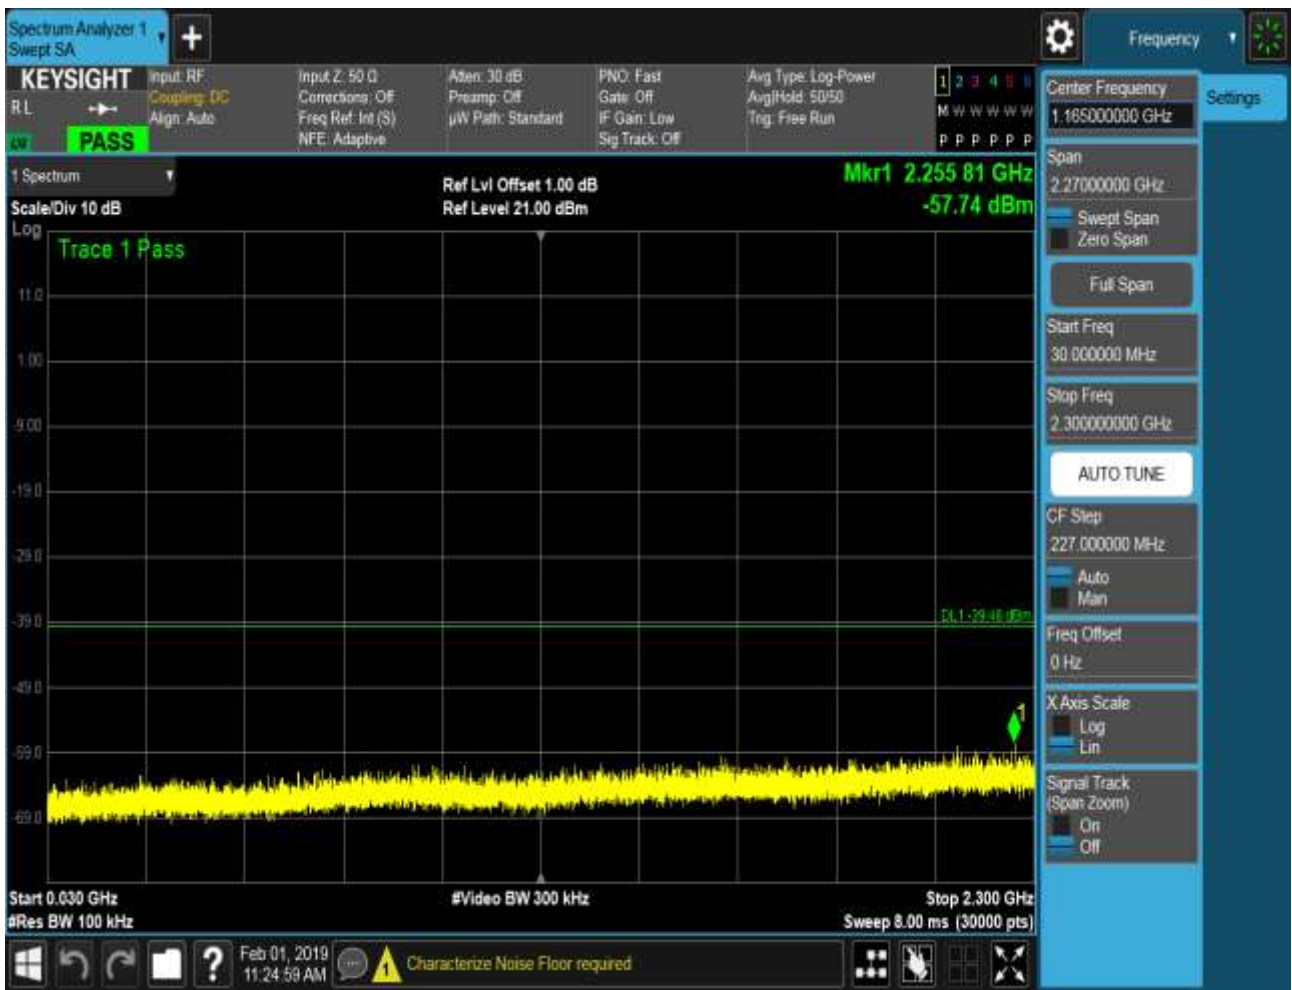 Spectrum Analyzer 1
Swept SA
+
Frequency
KEYSIGHT
R L
PASS
Input: RF
Coupling: DC
Align: Auto
Input Z: 50 Ω
Corrections: Off
Freq Ref: Int (S)
NFE: Adaptive
Atten: 30 dB
Preamp: Off
µW Path: Standard
PNO: Fast
Gate: Off
IF Gain: Low
Sig Track: Off
Avg Type: Log-Power
Avg|Hold: 50/50
Trig: Free Run
1 2 3 4 5 6
M W W W W W
P P P P P P
1 Spectrum
Scale/Div 10 dB
Log
Ref Lvl Offset 1.00 dB
Ref Level 21.00 dBm
Mkr1 2.255 81 GHz
-57.74 dBm
Trace 1 Pass
11.0
1.00
-9.00
-19.0
-29.0
-39.0
-49.0
-59.0
-69.0
DL1 -39.46 dBm
1
Start 0.030 GHz
#Res BW 100 kHz
#Video BW 300 kHz
Stop 2.300 GHz
Sweep 8.00 ms (30000 pts)
Center Frequency
1.165000000 GHz
Settings
Span
2.27000000 GHz
Swept Span
Zero Span
Full Span
Start Freq
30.000000 MHz
Stop Freq
2.300000000 GHz
AUTO TUNE
CF Step
227.000000 MHz
Auto
Man
Freq Offset
0 Hz
X Axis Scale
Log
Lin
Signal Track
(Span Zoom)
On
Off
?
Feb 01, 2019
11:24:59 AM
1
Characterize Noise Floor required